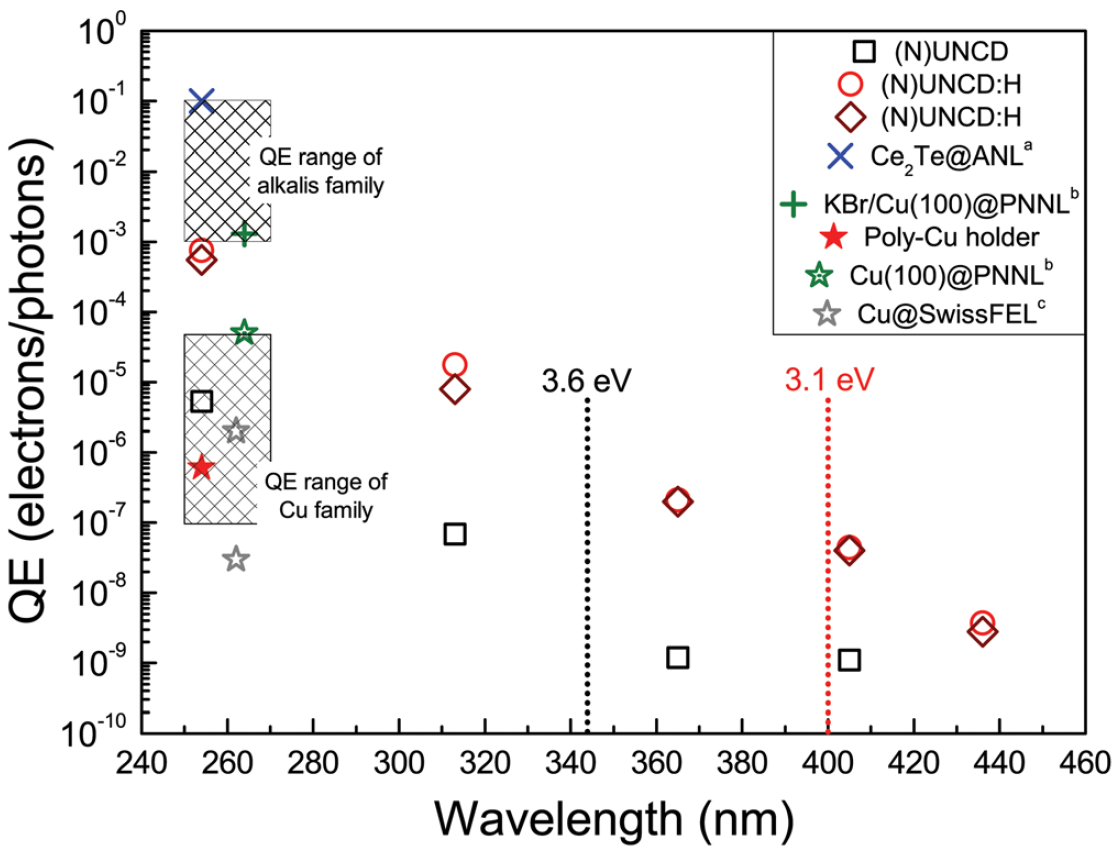 QE (electrons/photons)
10^0
10^-1
10^-2
10^-3
10^-4
10^-5
10^-6
10^-7
10^-8
10^-9
10^-10
240 260 280 300 320 340 360 380 400 420 440 460
Wavelength (nm)
QE range of
alkalis family
QE range of
Cu family
3.6 eV
3.1 eV
(N)UNCD
(N)UNCD:H
(N)UNCD:H
Ce₂Te@ANLᵃ
KBr/Cu(100)@PNNLᵇ
Poly-Cu holder
Cu(100)@PNNLᵇ
Cu@SwissFELᶜ